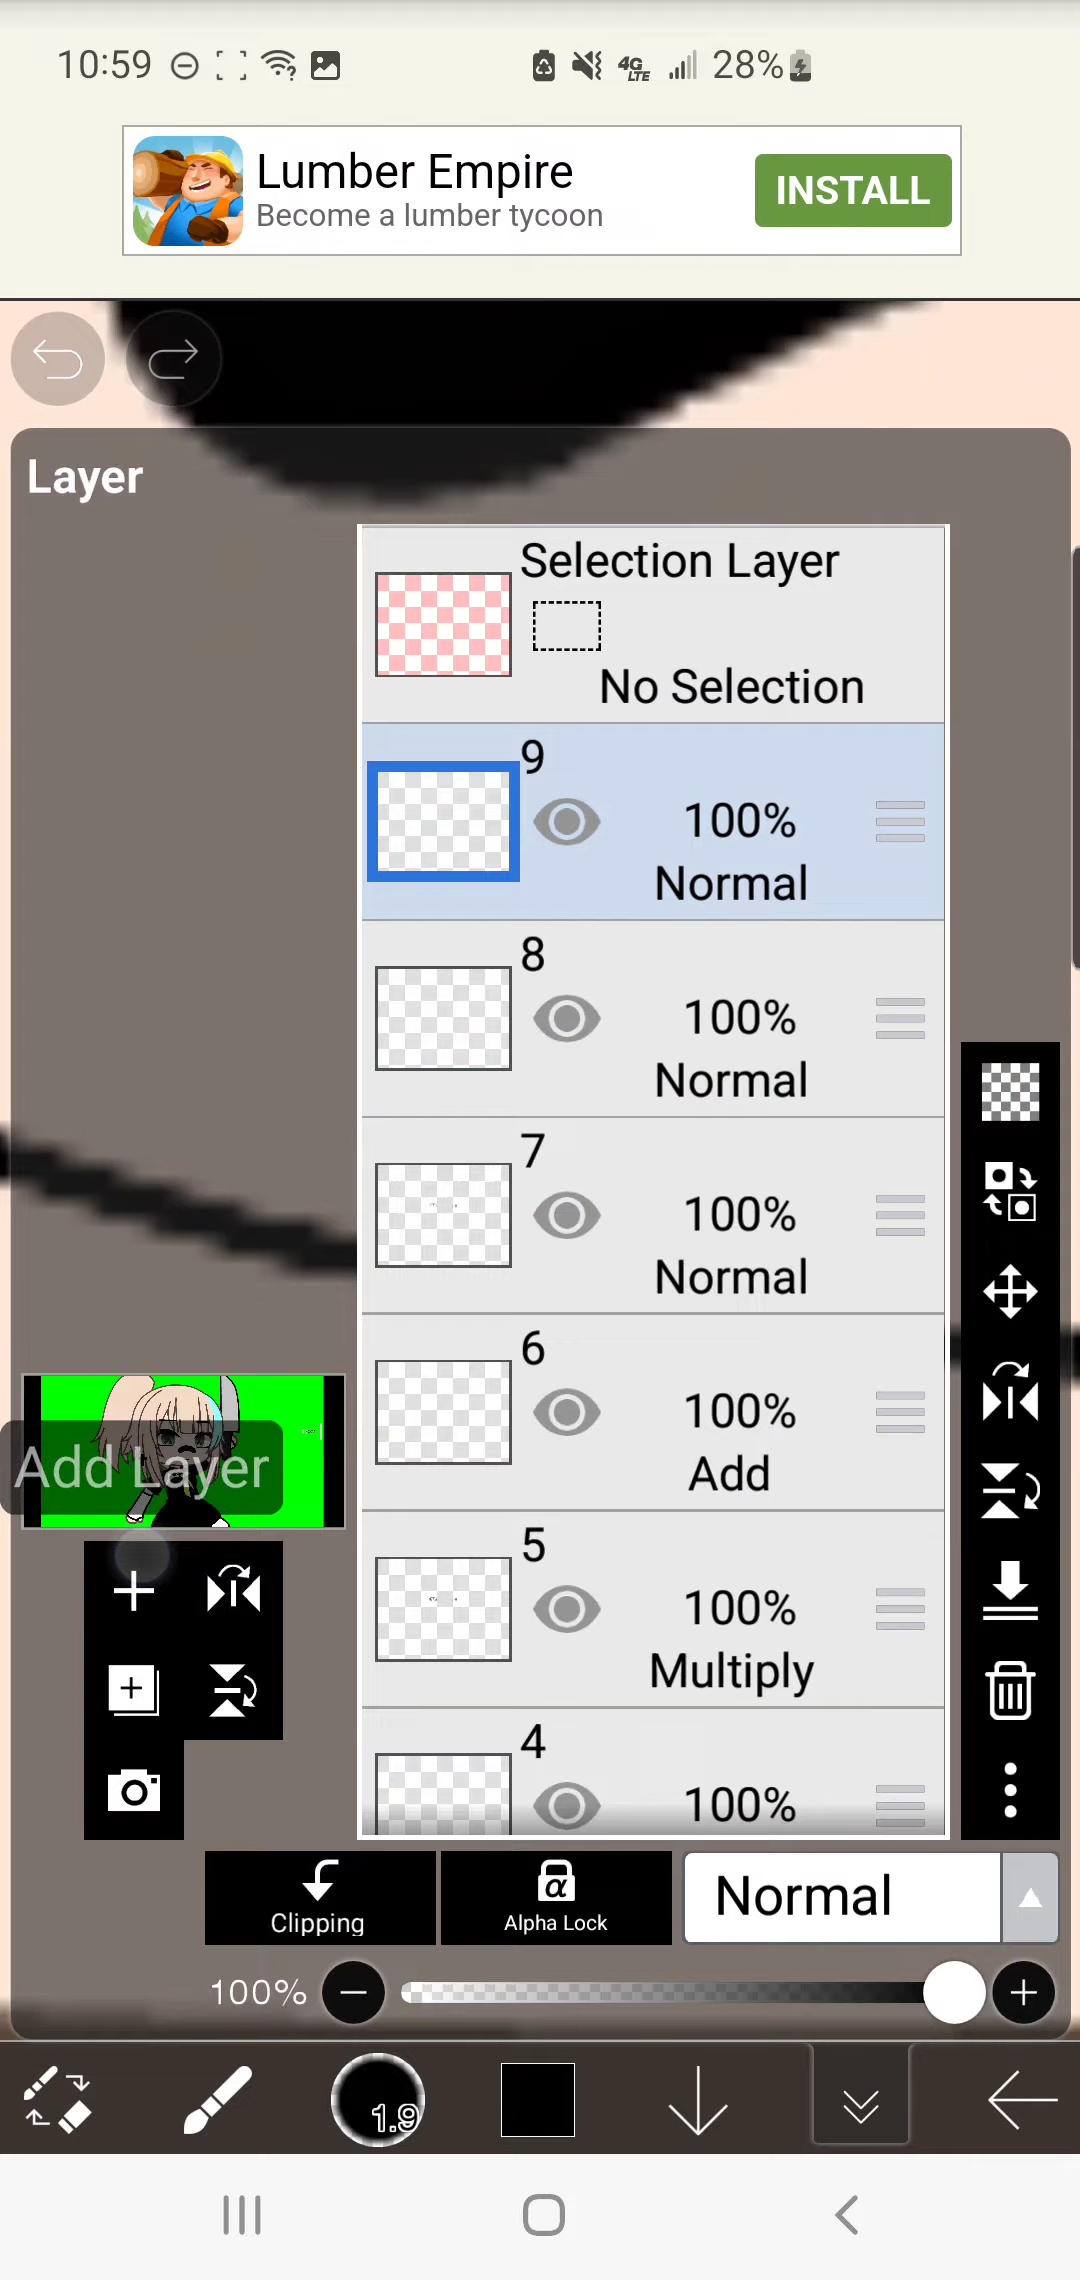 10:59
4G LTE
28%
Lumber Empire
Become a lumber tycoon
INSTALL
Layer
Selection Layer
No Selection
9
100%
Normal
8
100%
Normal
7
100%
Normal
6
100%
Add
5
100%
Multiply
4
100%
Add Layer
Clipping
α
Alpha Lock
Normal
100%
1.9